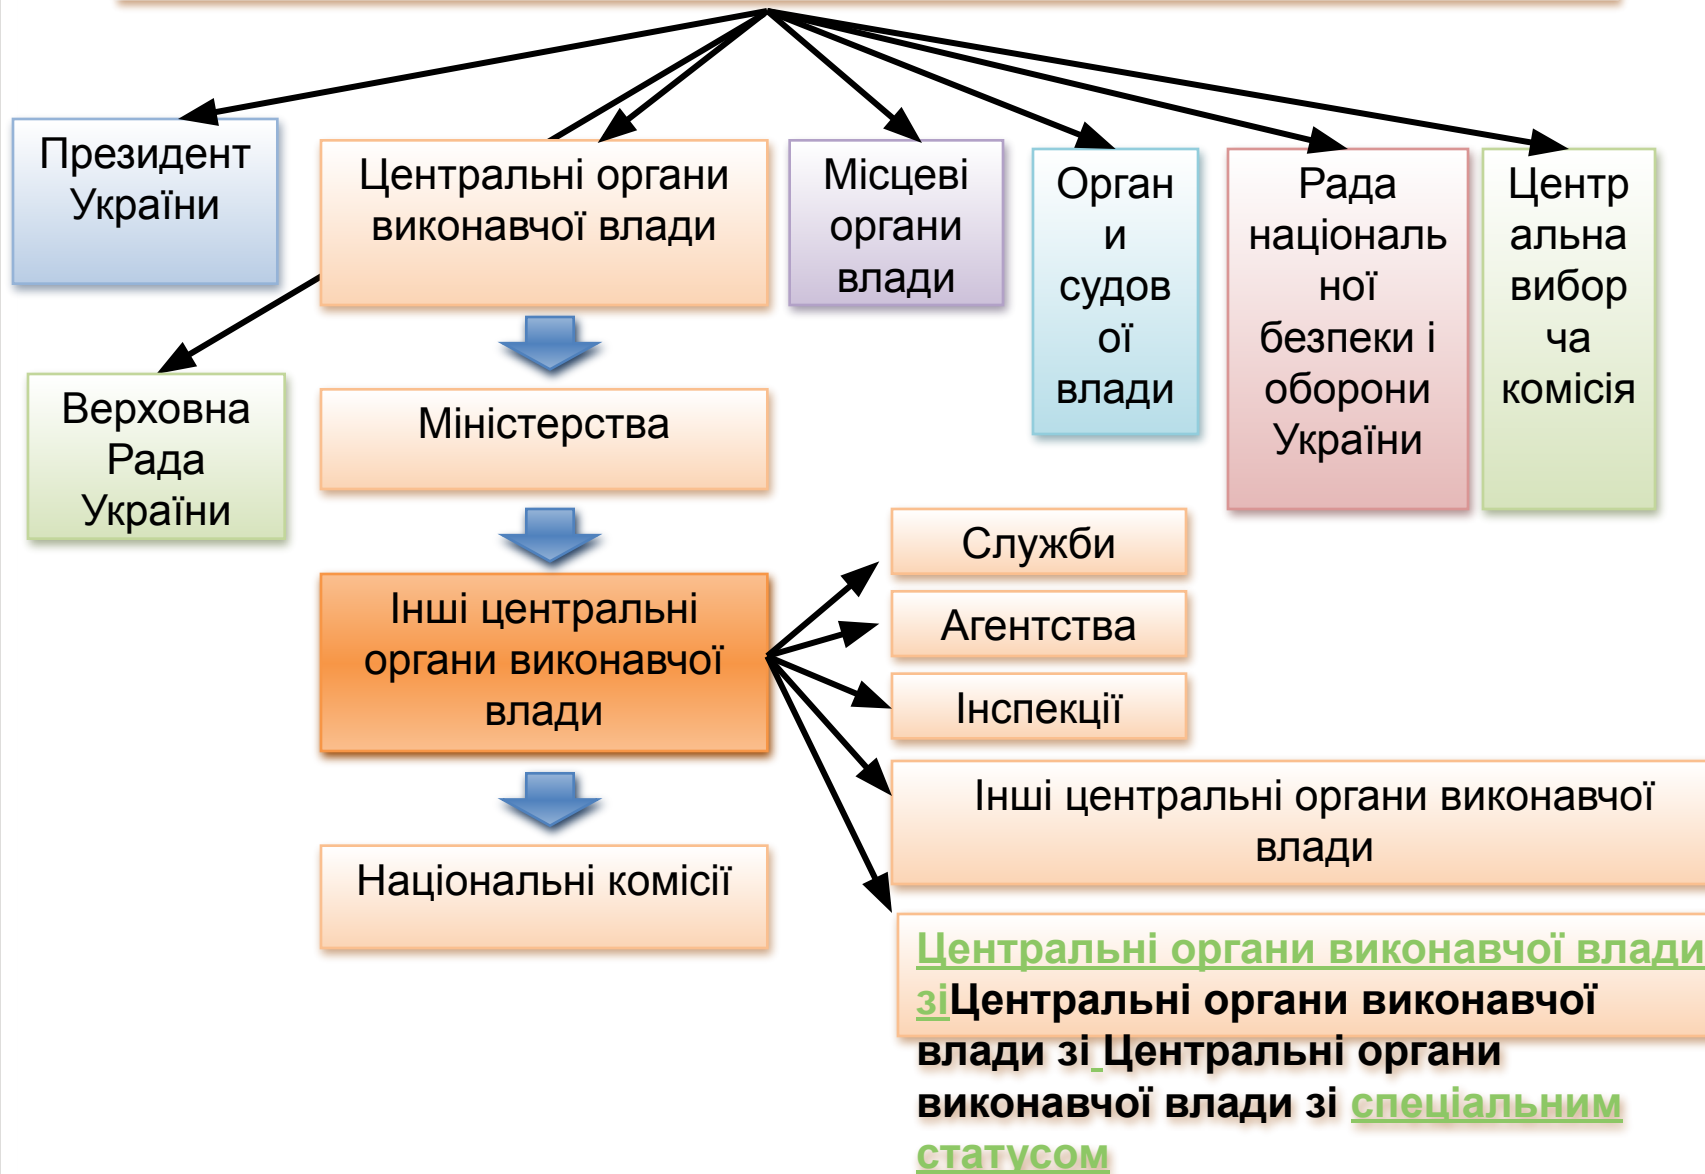 Президент
України
Центральні органи
виконавчої влади
Місцеві
органи
влади
Орган
и
судов
ої
влади
Рада
національ
ної
безпеки і
оборони
України
Центр
альна
вибор
ча
комісія
Верховна
Рада
України
Міністерства
Інші центральні
органи виконавчої
влади
Національні комісії
Служби
Агентства
Інспекції
Інші центральні органи виконавчої
влади
Центральні органи виконавчої влади
зіЦентральні органи виконавчої
влади зі Центральні органи
виконавчої влади зі спеціальним
статусом